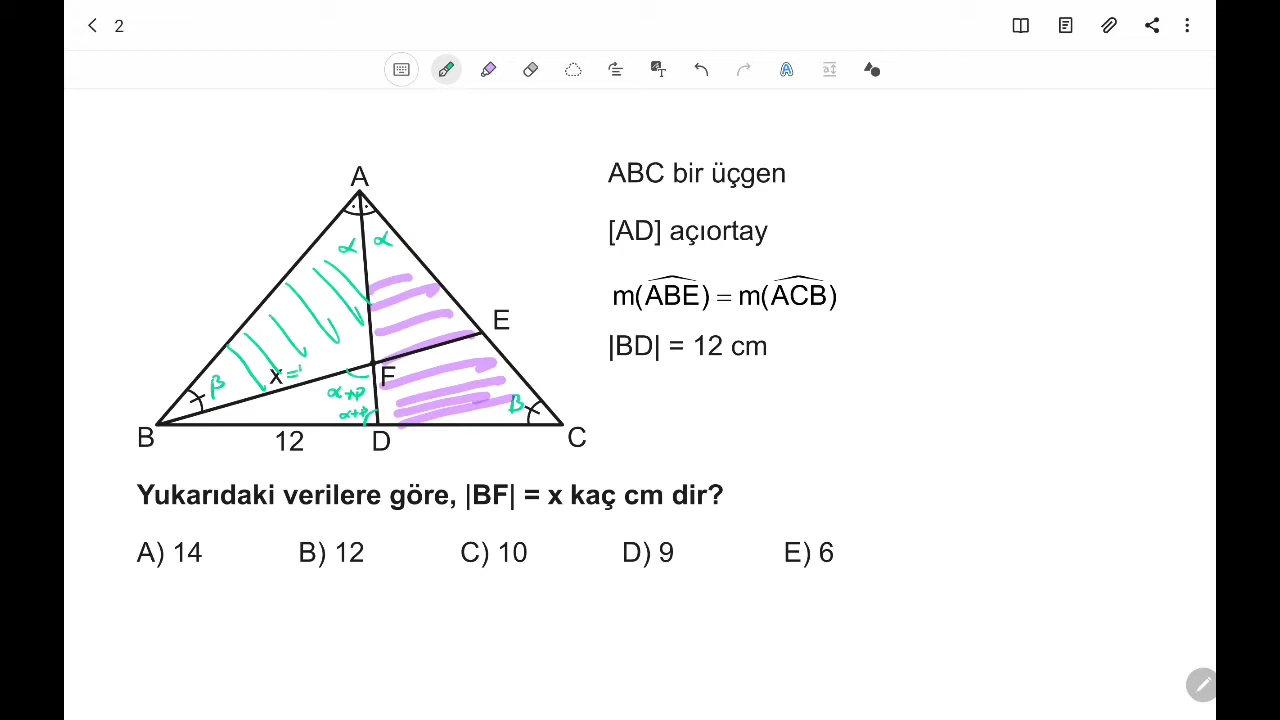 2
A
ABC bir üçgen
[AD] açıortay
α α
m(ABE) = m(ACB)
E
|BD| = 12 cm
β x = F
α+β
β
α+β
B 12 D C
Yukarıdaki verilere göre, |BF| = x kaç cm dir?
A) 14 B) 12 C) 10 D) 9 E) 6